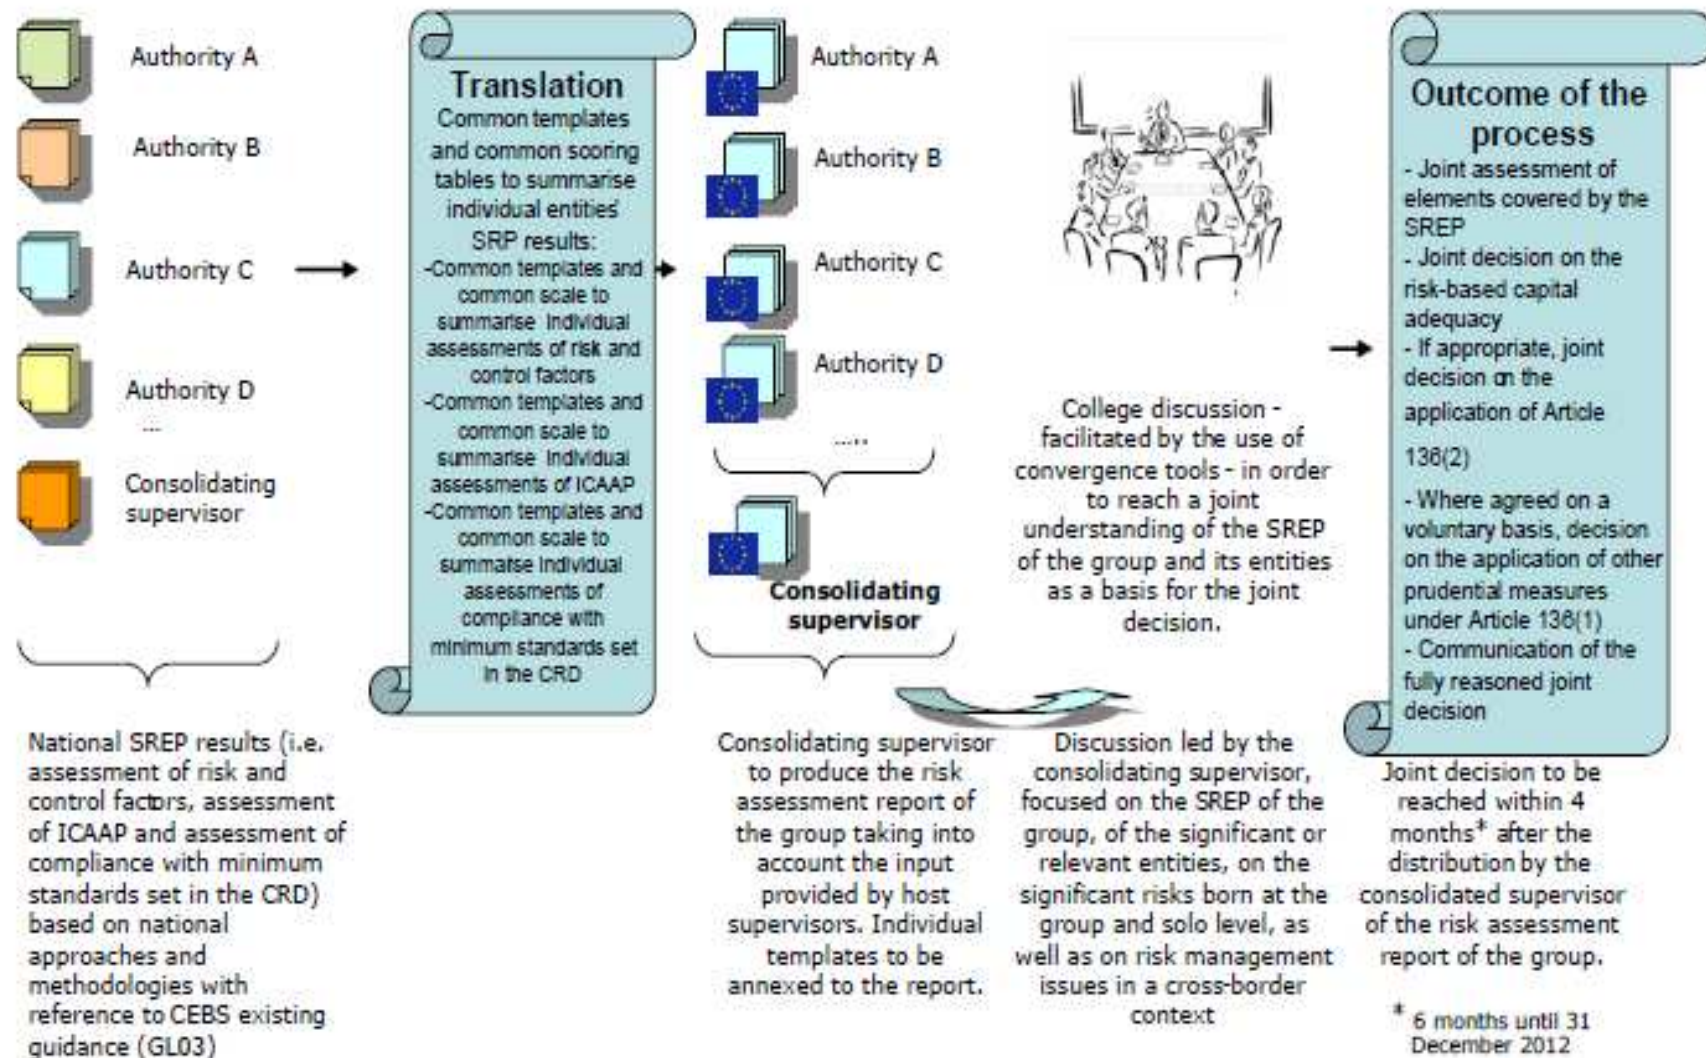 Authority A
Authority B
Authority C
Authority D
...
Consolidating
supervisor
National SREP results (i.e.
assessment of risk and
control factors, assessment
of ICAAP and assessment of
compliance with minimum
standards set in the CRD)
based on national
approaches and
methodologies with
reference to CEBS existing
guidance (GL03)
Translation
Common templates
and common scoring
tables to summarise
individual entities'
SRP results:
-Common templates and
common scale to
summarise individual
assessments of risk and
control factors
-Common templates and
common scale to
summarise individual
assessments of ICAAP
-Common templates and
common scale to
summarise individual
assessments of
compliance with
minimum standards set
in the CRD
Authority A
Authority B
Authority C
Authority D
.....
Consolidating
supervisor
Consolidating supervisor
to produce the risk
assessment report of
the group taking into
account the input
provided by host
supervisors. Individual
templates to be
annexed to the report.
College discussion -
facilitated by the use of
convergence tools - in order
to reach a joint
understanding of the SREP
of the group and its entities
as a basis for the joint
decision.
Discussion led by the
consolidating supervisor,
focused on the SREP of the
group, of the significant or
relevant entities, on the
significant risks born at the
group and solo level, as
well as on risk management
issues in a cross-border
context
Outcome of the
process
- Joint assessment of
elements covered by the
SREP
- Joint decision on the
risk-based capital
adequacy
- If appropriate, joint
decision on the
application of Article
136(2)
- Where agreed on a
voluntary basis, decision
on the application of other
prudential measures
under Article 136(1)
- Communication of the
fully reasoned joint
decision
Joint decision to be
reached within 4
months* after the
distribution by the
consolidated supervisor
of the risk assessment
report of the group.
* 6 months until 31
December 2012